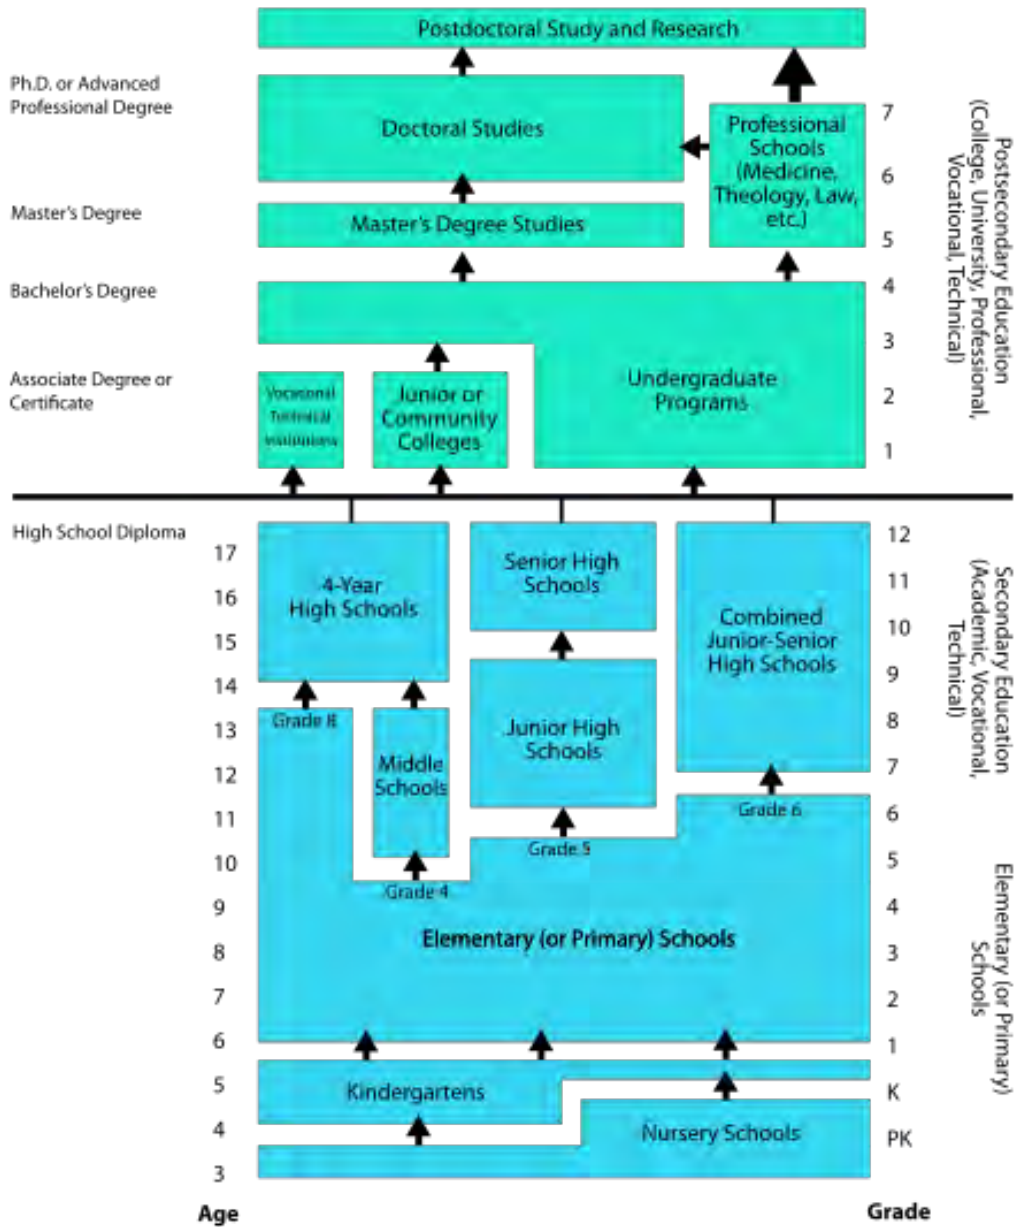 Postdoctoral Study and Research
Ph.D. or Advanced
Professional Degree
Doctoral Studies
Professional
Schools
(Medicine,
Theology, Law,
etc.)
7
6
5
Master's Degree
Master's Degree Studies
Bachelor's Degree
4
3
2
1
Undergraduate
Programs
Associate Degree or
Certificate
Vocational
Technical
Institutions
Junior or
Community
Colleges
Postsecondary Education
(College, University, Professional,
Vocational, Technical)
High School Diploma
17
16
15
14
13
12
11
10
9
8
7
6
5
4
3
Age
4-Year
High Schools
Senior High
Schools
Combined
Junior-Senior
High Schools
Grade 8
Middle
Schools
Junior High
Schools
Grade 6
Grade 5
Grade 4
Elementary (or Primary) Schools
Kindergartens
Nursery Schools
12
11
10
9
8
7
6
5
4
3
2
1
K
PK
Grade
Secondary Education
(Academic, Vocational,
Technical)
Elementary (or Primary)
Schools